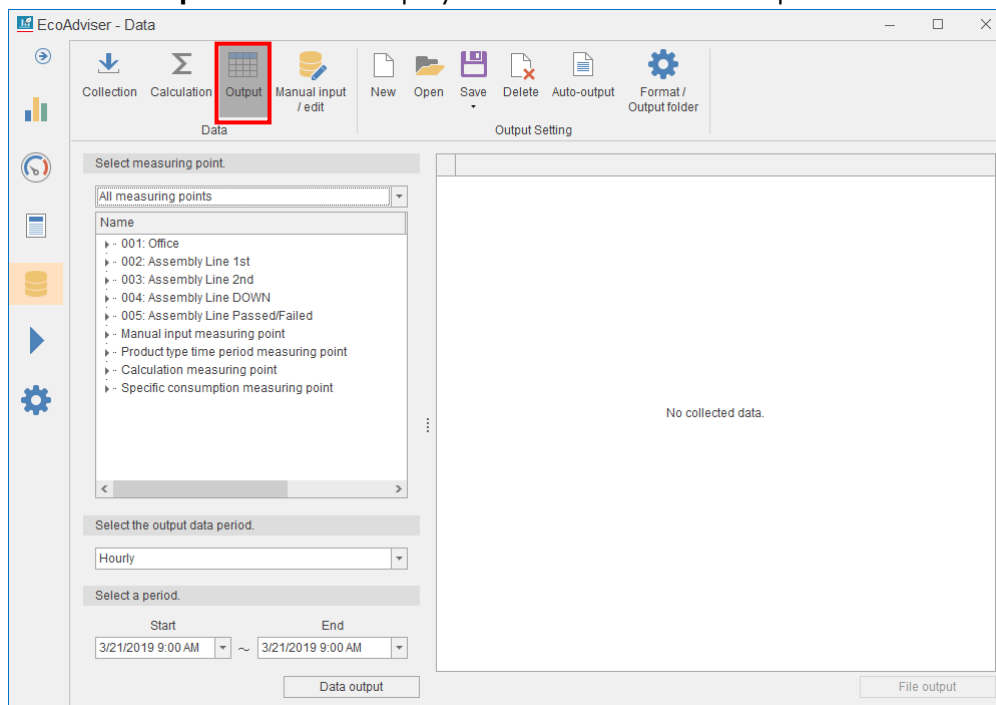 EcoAdviser - Data
Collection Calculation Output Manual input / edit New Open Save Delete Auto-output Format / Output folder
Data Output Setting
Select measuring point.
All measuring points
Name
001: Office
002: Assembly Line 1st
003: Assembly Line 2nd
004: Assembly Line DOWN
005: Assembly Line Passed/Failed
Manual input measuring point
Product type time period measuring point
Calculation measuring point
Specific consumption measuring point
No collected data.
Select the output data period.
Hourly
Select a period.
Start End
3/21/2019 9:00 AM ~ 3/21/2019 9:00 AM
Data output File output